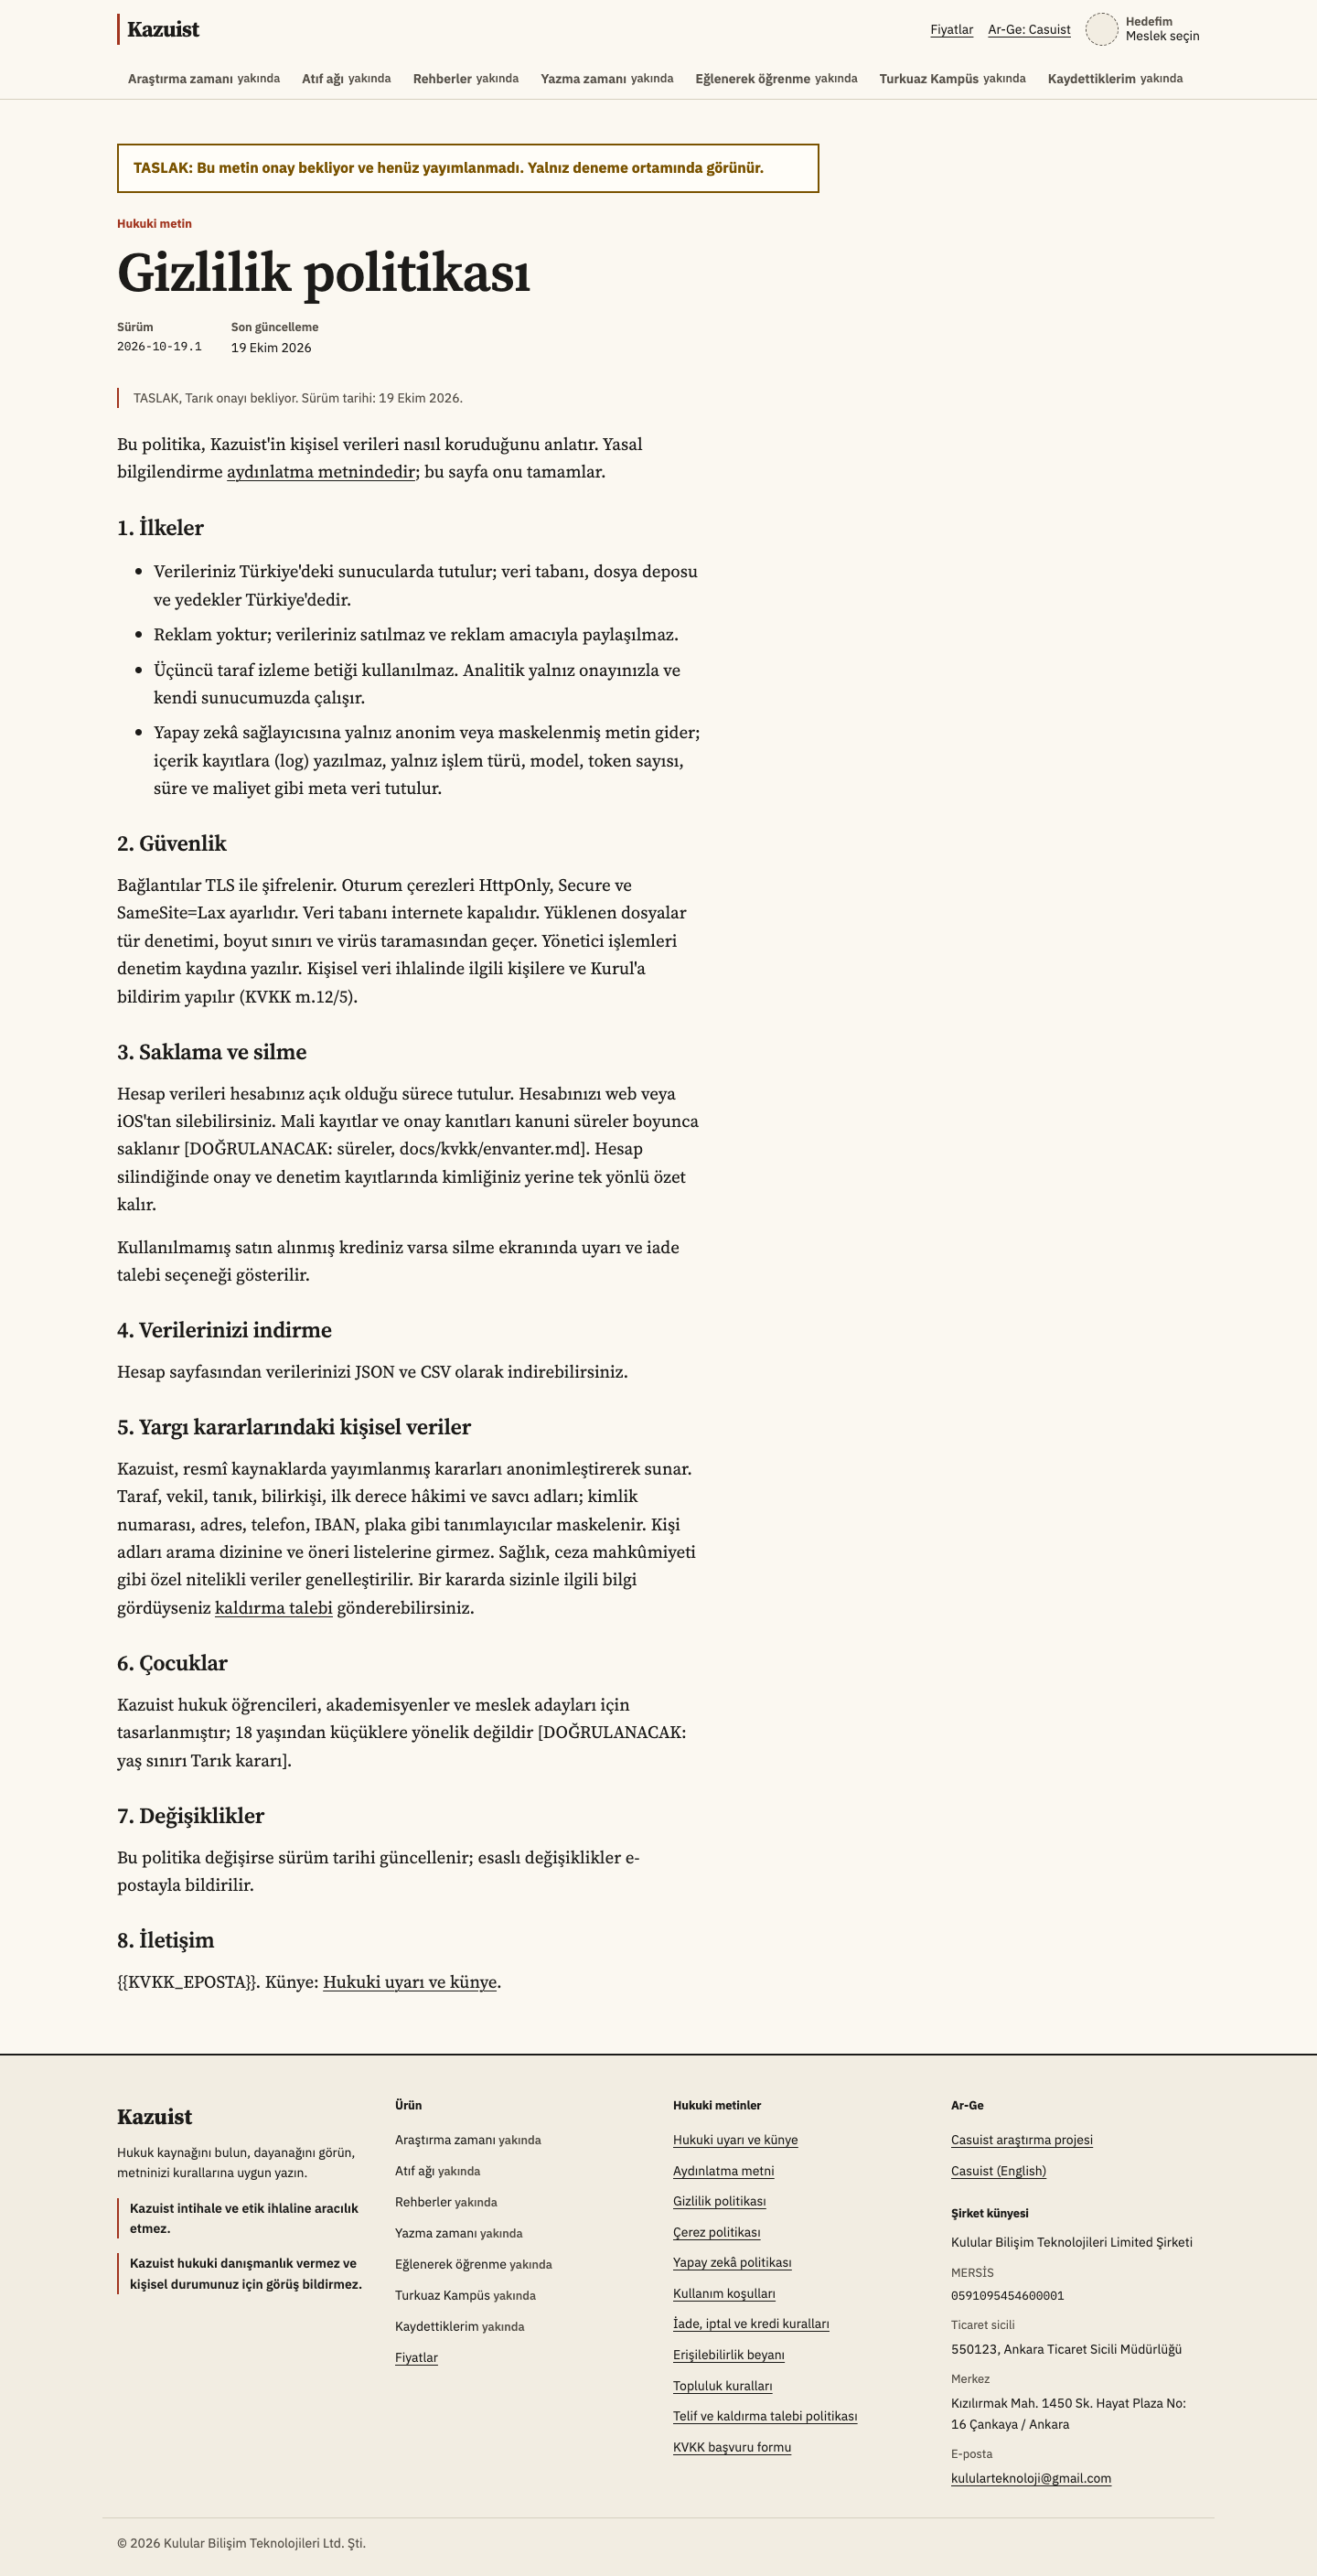 Kazuist
Fiyatlar
Ar-Ge: Casuist
Hedefim
Meslek seçin
Araştırma zamanı yakında
Atıf ağı yakında
Rehberler yakında
Yazma zamanı yakında
Eğlenerek öğrenme yakında
Turkuaz Kampüs yakında
Kaydettiklerim yakında
TASLAK: Bu metin onay bekliyor ve henüz yayımlanmadı. Yalnız deneme ortamında görünür.
Hukuki metin
Gizlilik politikası
Sürüm
2026-10-19.1
Son güncelleme
19 Ekim 2026
TASLAK, Tarık onayı bekliyor. Sürüm tarihi: 19 Ekim 2026.
Bu politika, Kazuist'in kişisel verileri nasıl koruduğunu anlatır. Yasal
bilgilendirme aydınlatma metnindedir; bu sayfa onu tamamlar.
1. İlkeler
• Verileriniz Türkiye'deki sunucularda tutulur; veri tabanı, dosya deposu
ve yedekler Türkiye'dedir.
• Reklam yoktur; verileriniz satılmaz ve reklam amacıyla paylaşılmaz.
• Üçüncü taraf izleme betiği kullanılmaz. Analitik yalnız onayınızla ve
kendi sunucumuzda çalışır.
• Yapay zekâ sağlayıcısına yalnız anonim veya maskelenmiş metin gider;
içerik kayıtlara (log) yazılmaz, yalnız işlem türü, model, token sayısı,
süre ve maliyet gibi meta veri tutulur.
2. Güvenlik
Bağlantılar TLS ile şifrelenir. Oturum çerezleri HttpOnly, Secure ve
SameSite=Lax ayarlıdır. Veri tabanı internete kapalıdır. Yüklenen dosyalar
tür denetimi, boyut sınırı ve virüs taramasından geçer. Yönetici işlemleri
denetim kaydına yazılır. Kişisel veri ihlalinde ilgili kişilere ve Kurul'a
bildirim yapılır (KVKK m.12/5).
3. Saklama ve silme
Hesap verileri hesabınız açık olduğu sürece tutulur. Hesabınızı web veya
iOS'tan silebilirsiniz. Mali kayıtlar ve onay kanıtları kanuni süreler boyunca
saklanır [DOĞRULANACAK: süreler, docs/kvkk/envanter.md]. Hesap
silindiğinde onay ve denetim kayıtlarında kimliğiniz yerine tek yönlü özet
kalır.
Kullanılmamış satın alınmış krediniz varsa silme ekranında uyarı ve iade
talebi seçeneği gösterilir.
4. Verilerinizi indirme
Hesap sayfasından verilerinizi JSON ve CSV olarak indirebilirsiniz.
5. Yargı kararlarındaki kişisel veriler
Kazuist, resmî kaynaklarda yayımlanmış kararları anonimleştirerek sunar.
Taraf, vekil, tanık, bilirkişi, ilk derece hâkimi ve savcı adları; kimlik
numarası, adres, telefon, IBAN, plaka gibi tanımlayıcılar maskelenir. Kişi
adları arama dizinine ve öneri listelerine girmez. Sağlık, ceza mahkûmiyeti
gibi özel nitelikli veriler genelleştirilir. Bir kararda sizinle ilgili bilgi
gördüyseniz kaldırma talebi gönderebilirsiniz.
6. Çocuklar
Kazuist hukuk öğrencileri, akademisyenler ve meslek adayları için
tasarlanmıştır; 18 yaşından küçüklere yönelik değildir [DOĞRULANACAK:
yaş sınırı Tarık kararı].
7. Değişiklikler
Bu politika değişirse sürüm tarihi güncellenir; esaslı değişiklikler e-
postayla bildirilir.
8. İletişim
{{KVKK_EPOSTA}}. Künye: Hukuki uyarı ve künye.
Kazuist
Hukuk kaynağını bulun, dayanağını görün,
metninizi kurallarına uygun yazın.
Kazuist intihale ve etik ihlaline aracılık
etmez.
Kazuist hukuki danışmanlık vermez ve
kişisel durumunuz için görüş bildirmez.
Ürün
Araştırma zamanı yakında
Atıf ağı yakında
Rehberler yakında
Yazma zamanı yakında
Eğlenerek öğrenme yakında
Turkuaz Kampüs yakında
Kaydettiklerim yakında
Fiyatlar
Hukuki metinler
Hukuki uyarı ve künye
Aydınlatma metni
Gizlilik politikası
Çerez politikası
Yapay zekâ politikası
Kullanım koşulları
İade, iptal ve kredi kuralları
Erişilebilirlik beyanı
Topluluk kuralları
Telif ve kaldırma talebi politikası
KVKK başvuru formu
Ar-Ge
Casuist araştırma projesi
Casuist (English)
Şirket künyesi
Kulular Bilişim Teknolojileri Limited Şirketi
MERSİS
0591095454600001
Ticaret sicili
550123, Ankara Ticaret Sicili Müdürlüğü
Merkez
Kızılırmak Mah. 1450 Sk. Hayat Plaza No:
16 Çankaya / Ankara
E-posta
kulularteknoloji@gmail.com
© 2026 Kulular Bilişim Teknolojileri Ltd. Şti.